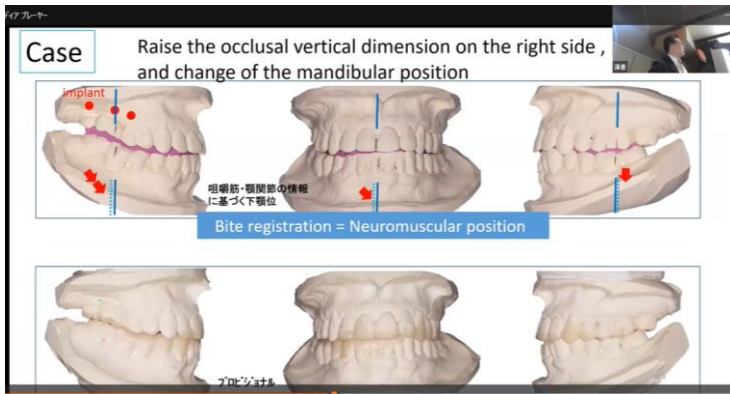 ディア プレーヤー
Case
Raise the occlusal vertical dimension on the right side ,
and change of the mandibular position
演者
implant
咀嚼筋・顎関節の情報
に基づく下顎位
Bite registration = Neuromuscular position
プロビジョナル